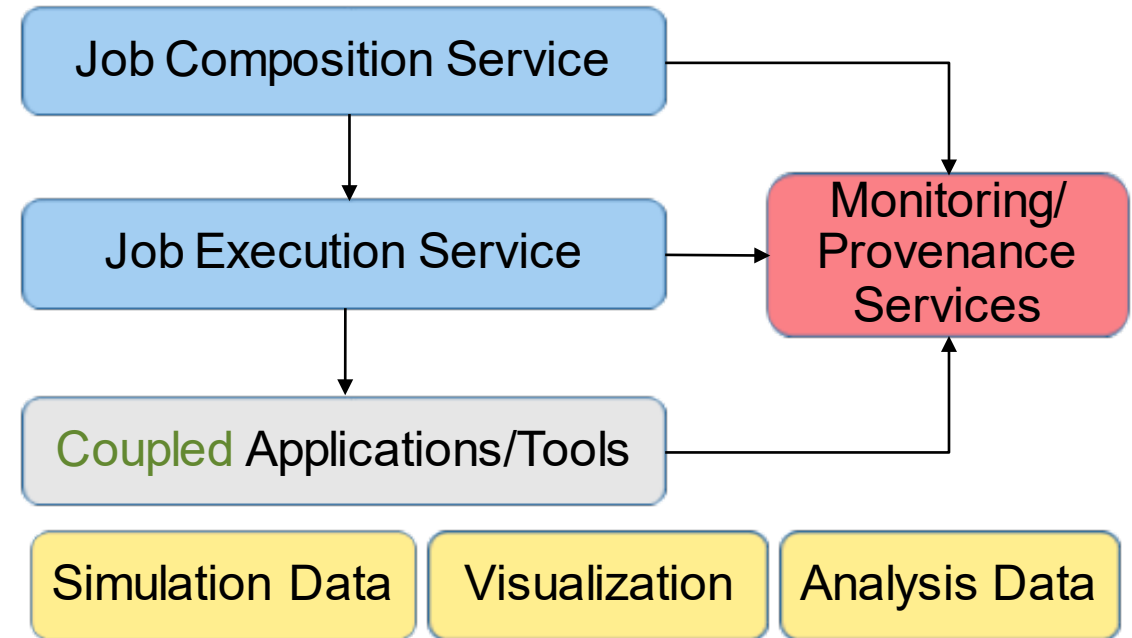 Job Composition Service
Job Execution Service
Monitoring/
Provenance
Services
Coupled Applications/Tools
Simulation Data
Visualization
Analysis Data